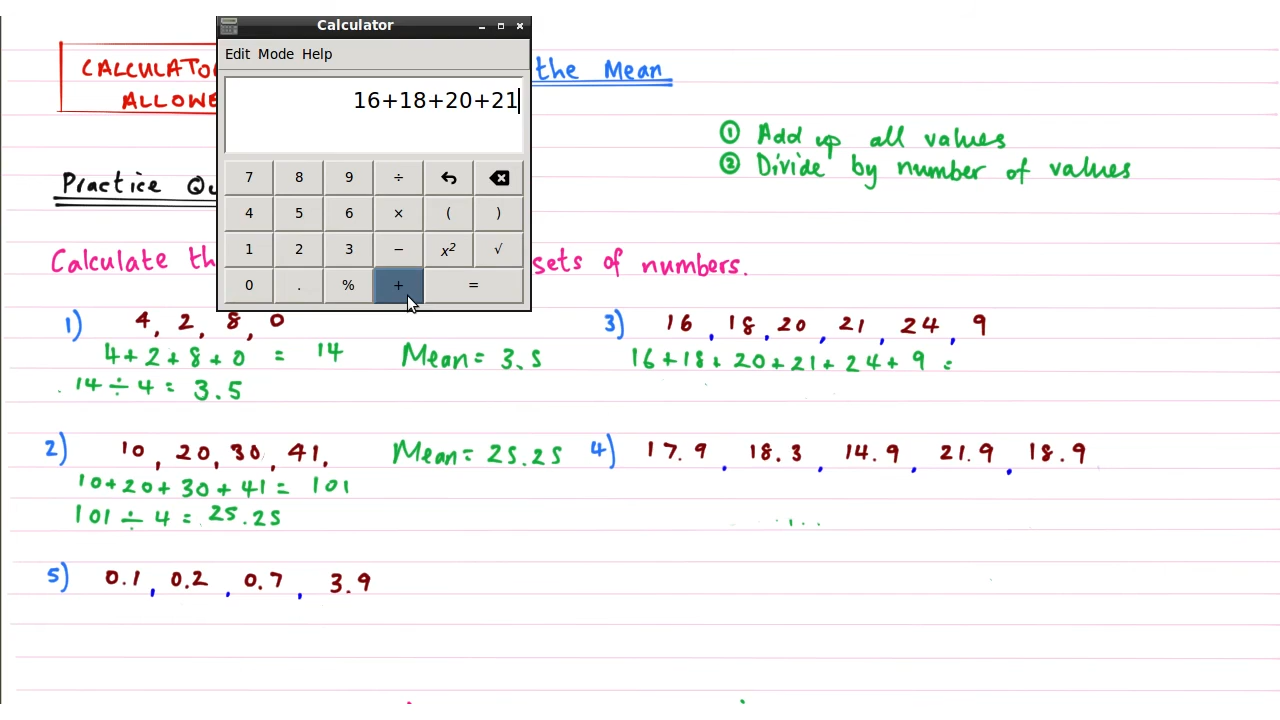 Calculator
Edit Mode Help
16+18+20+21
7 8 9 ÷
4 5 6 × ( )
1 2 3 − x² √
0 . % + =
the Mean
① Add up all values
② Divide by number of values
Practice
Calculate
sets of numbers.
1) 4, 2, 8, 0
4+2+8+0 = 14 Mean = 3.5
14 ÷ 4 = 3.5
2) 10, 20, 30, 41, Mean = 25.25
10+20+30+41 = 101
101 ÷ 4 = 25.25
3) 16, 18, 20, 21, 24, 9
16+18+20+21+24+9 =
4) 17.9, 18.3, 14.9, 21.9, 18.9
5) 0.1, 0.2, 0.7, 3.9